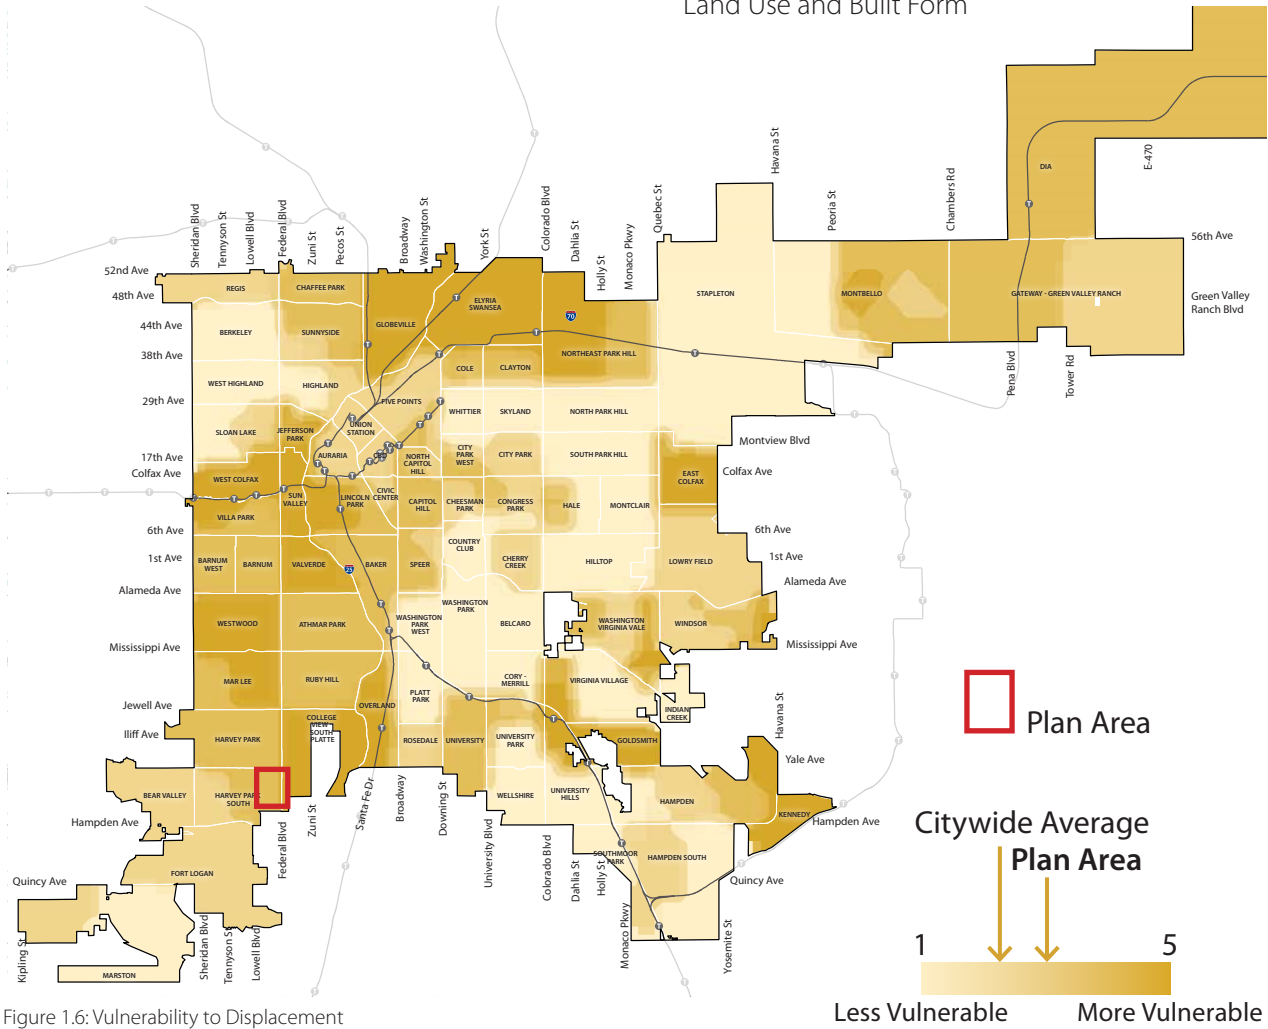 Land Use and Built Form
Sheridan Blvd
Tennyson St
Lowell Blvd
Federal Blvd
Zuni St
Pecos St
Broadway
Washington St
York St
Colorado Blvd
Dahlia St
Holly St
Monaco Pkwy
Quebec St
Havana St
Peoria St
Chambers Rd
E-470
52nd Ave
48th Ave
44th Ave
38th Ave
29th Ave
17th Ave
Colfax Ave
6th Ave
1st Ave
Alameda Ave
Mississippi Ave
Jewell Ave
Iliff Ave
Hampden Ave
Quincy Ave
DIA
56th Ave
Green Valley
Ranch Blvd
REGIS
CHAFFEE PARK
BERKELEY
SUNNYSIDE
GLOBEVILLE
ELYRIA
SWANSEA
70
NORTHEAST PARK HILL
STAPLETON
MONTBELLO
GATEWAY - GREEN VALLEY RANCH
Pena Blvd
Tower Rd
WEST HIGHLAND
HIGHLAND
COLE
CLAYTON
FIVE POINTS
WHITTIER
SKYLAND
NORTH PARK HILL
SLOAN LAKE
JEFFERSON
PARK
UNION
STATION
AURARIA
CBD
NORTH
CAPITOL
HILL
CITY
PARK
WEST
CITY PARK
SOUTH PARK HILL
Montview Blvd
EAST
COLFAX
Colfax Ave
WEST COLFAX
SUN
VALLEY
LINCOLN
PARK
CIVIC
CENTER
CAPITOL
HILL
CHEESMAN
PARK
CONGRESS
PARK
HALE
MONTCLAIR
VILLA PARK
6th Ave
BARNUM
WEST
BARNUM
VALVERDE
25
BAKER
SPEER
COUNTRY
CLUB
CHERRY
CREEK
HILLTOP
LOWRY FIELD
1st Ave
Alameda Ave
WESTWOOD
ATHMAR PARK
WASHINGTON
PARK
WEST
WASHINGTON
PARK
BELCARO
WASHINGTON
VIRGINIA VALE
WINDSOR
Mississippi Ave
MAR LEE
RUBY HILL
PLATT
PARK
CORY -
MERRILL
VIRGINIA VILLAGE
INDIAN
CREEK
OVERLAND
COLLEGE
VIEW
SOUTH
PLATTE
HARVEY PARK
ROSEDALE
UNIVERSITY
UNIVERSITY
PARK
GOLDSMITH
Havana St
Yale Ave
BEAR VALLEY
HARVEY PARK
SOUTH
WELLSHIRE
UNIVERSITY
HILLS
HAMPDEN
KENNEDY
Hampden Ave
FORT LOGAN
SOUTHMOOR
PARK
HAMPDEN SOUTH
Quincy Ave
MARSTON
Kipling St
Sheridan Blvd
Tennyson St
Lowell Blvd
Federal Blvd
Zuni St
Santa Fe Dr
Broadway
Downing St
University Blvd
Colorado Blvd
Dahlia St
Holly St
Monaco Pkwy
Yosemite St
Plan Area
Citywide Average
Plan Area
1
5
Less Vulnerable
More Vulnerable
Figure 1.6: Vulnerability to Displacement